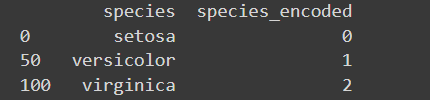 species species_encoded
0 setosa 0
50 versicolor 1
100 virginica 2